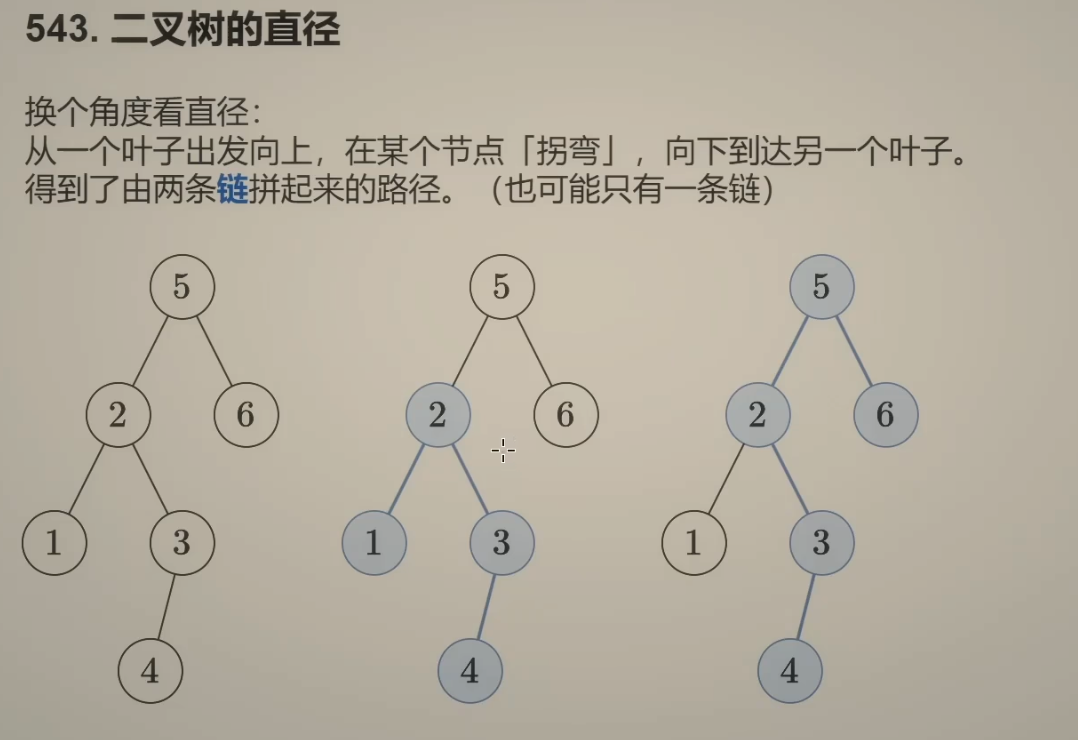 543. 二叉树的直径
换个角度看直径：
从一个叶子出发向上，在某个节点「拐弯」，向下到达另一个叶子。
得到了由两条链拼起来的路径。（也可能只有一条链）
5 5 5
2 6 2 6 2 6
1 3 1 3 1 3
4 4 4